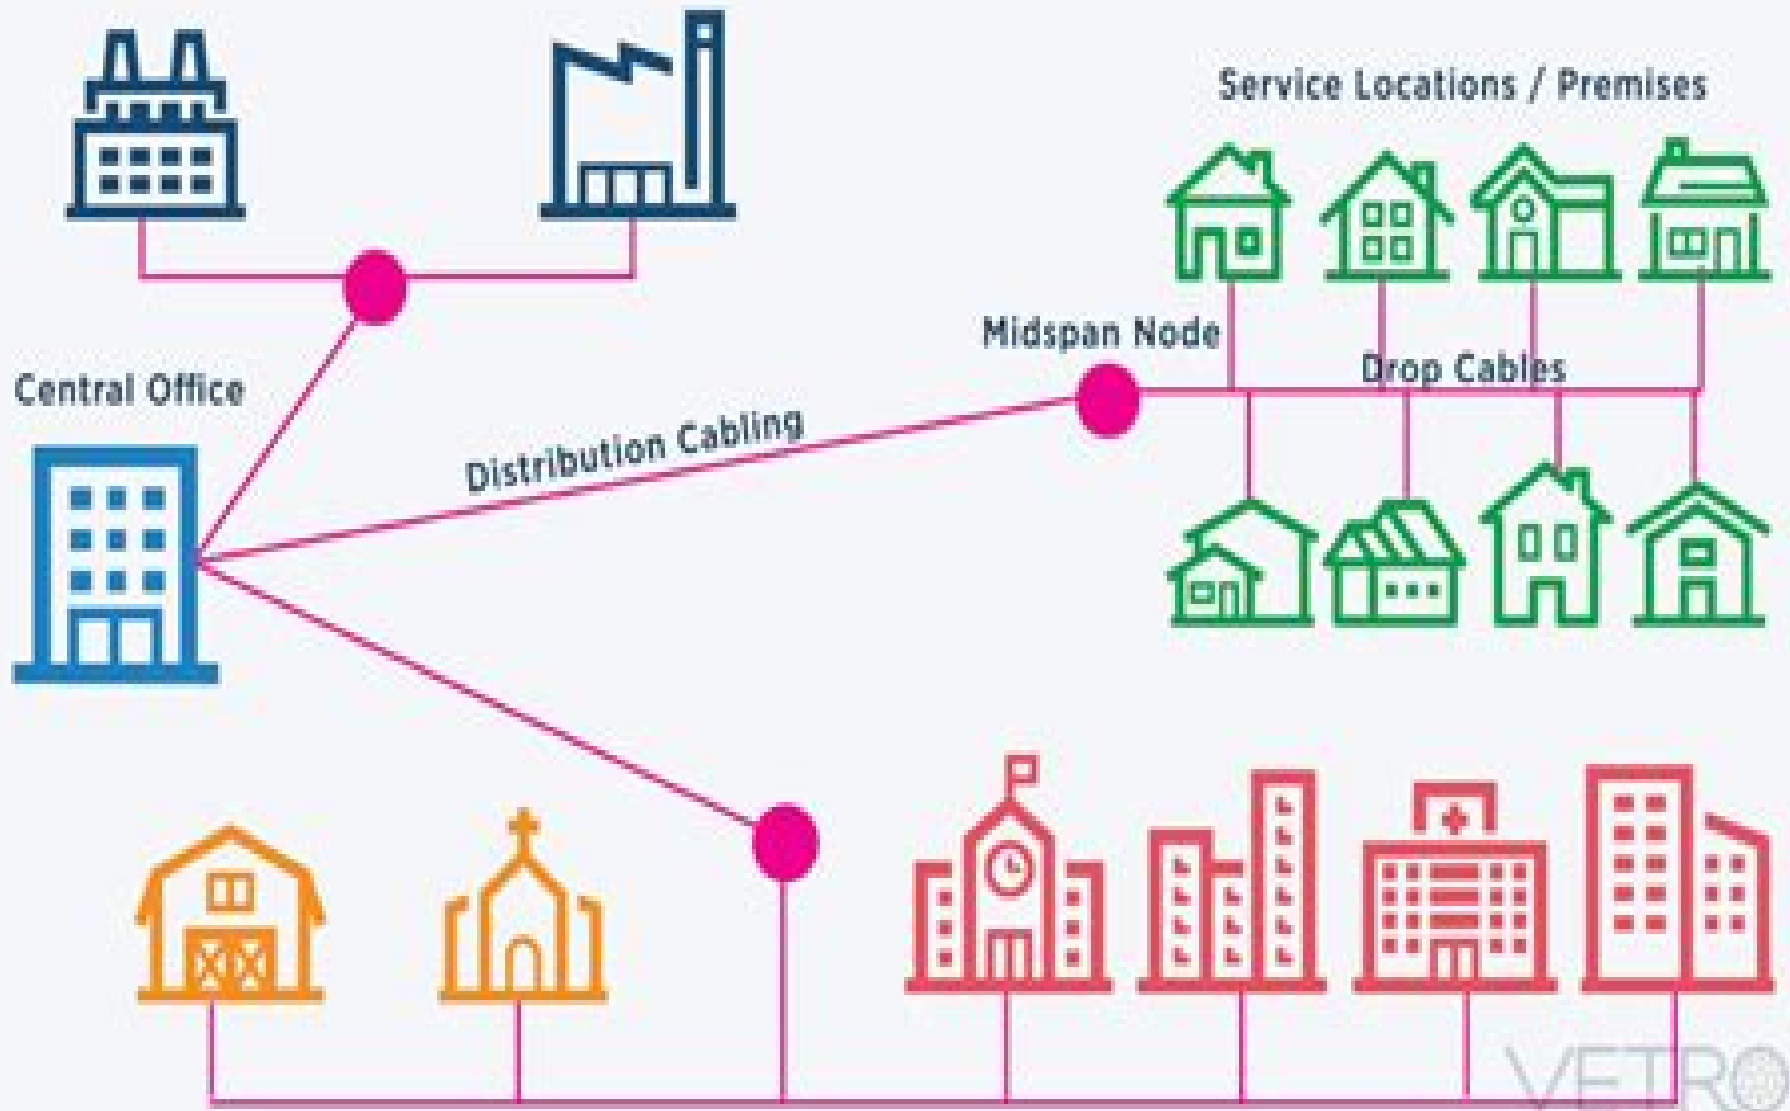 Service Locations / Premises
Midspan Node
Drop Cables
Central Office
Distribution Cabling
VETRO